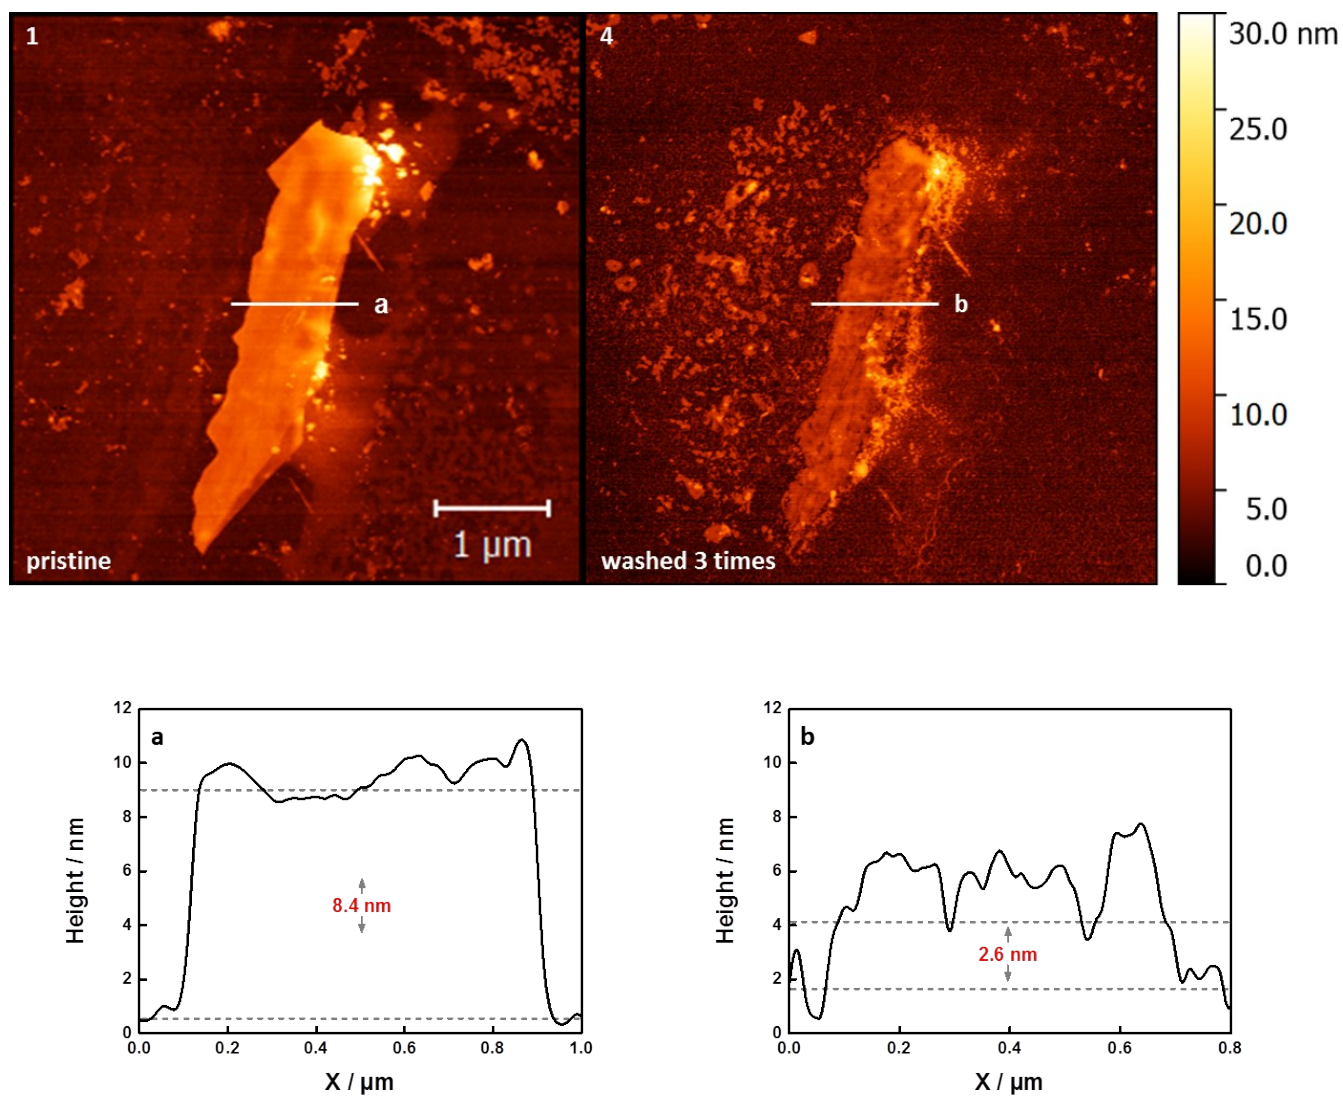 1
4
30.0 nm
25.0
20.0
15.0
10.0
5.0
0.0
a
b
1 µm
pristine
washed 3 times
a
12
10
8
6
4
2
0
Height / nm
8.4 nm
0.0 0.2 0.4 0.6 0.8 1.0
X / µm
b
12
10
8
6
4
2
0
Height / nm
2.6 nm
0.0 0.2 0.4 0.6 0.8
X / µm